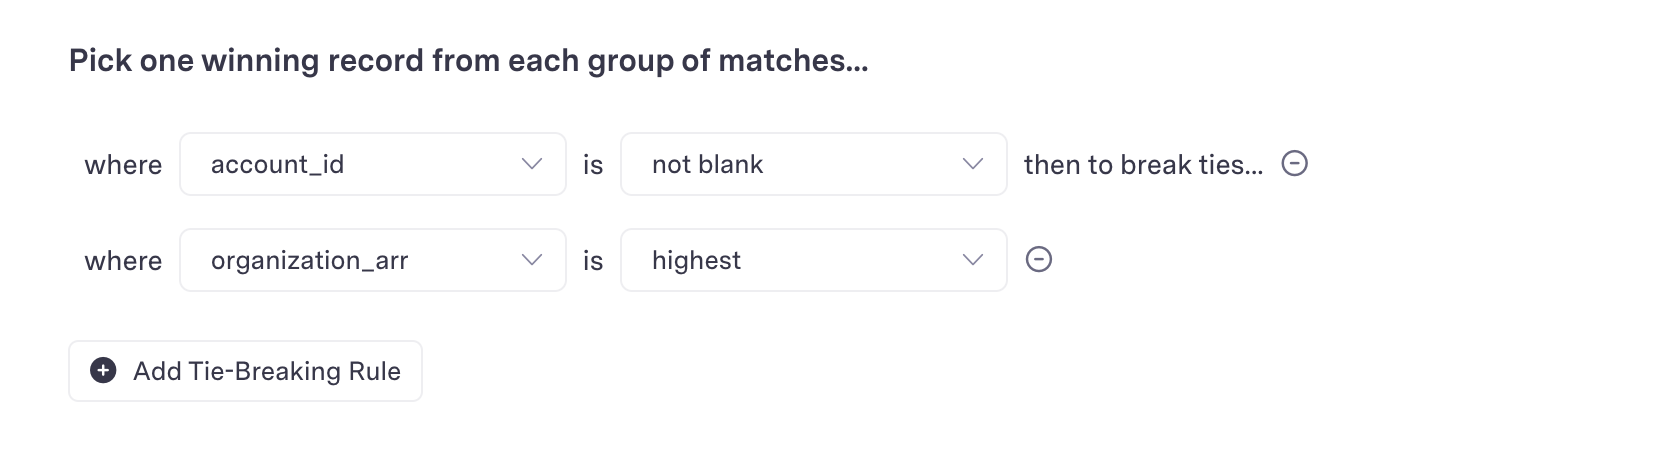 Pick one winning record from each group of matches...
where account_id is not blank then to break ties...
where organization_arr is highest
Add Tie-Breaking Rule